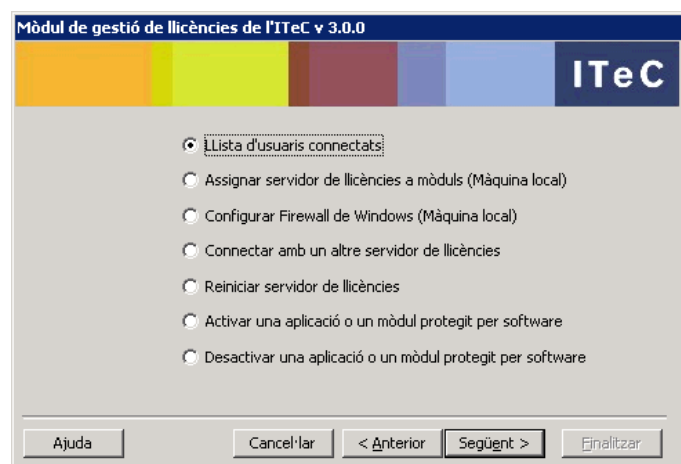 Mòdul de gestió de llicències de l'ITeC v 3.0.0
ITeC
LLista d'usuaris connectats
Assignar servidor de llicències a mòduls (Màquina local)
Configurar Firewall de Windows (Màquina local)
Connectar amb un altre servidor de llicències
Reiniciar servidor de llicències
Activar una aplicació o un mòdul protegit per software
Desactivar una aplicació o un mòdul protegit per software
Ajuda
Cancel·lar
< Anterior
Següent >
Finalitzar